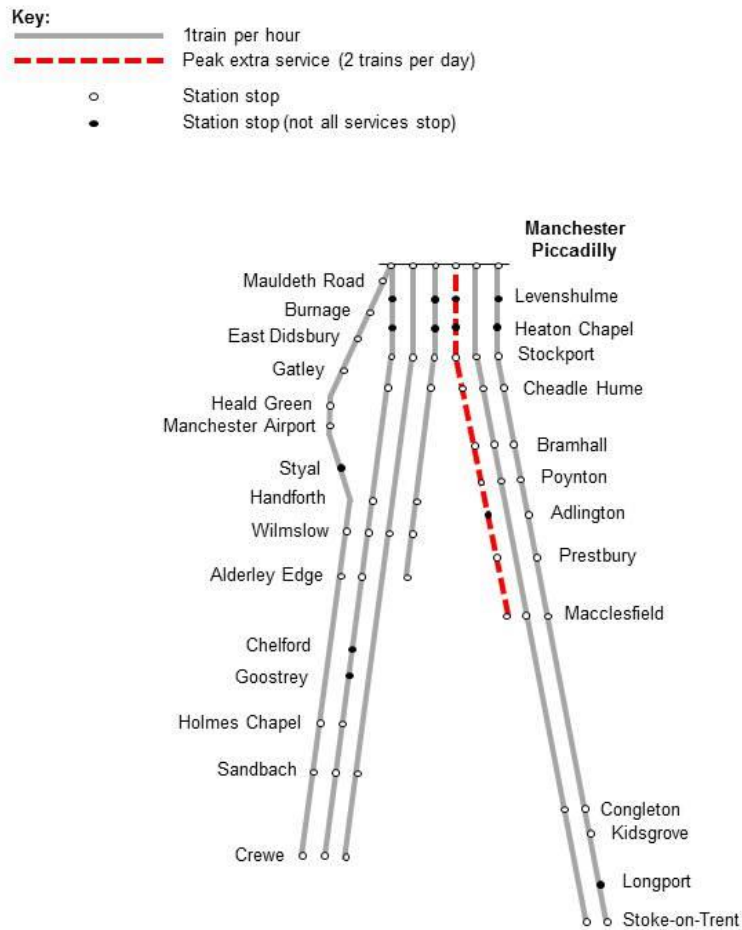 Key:
1train per hour
Peak extra service (2 trains per day)
Station stop
Station stop (not all services stop)
Manchester
Piccadilly
Mauldeth Road
Levenshulme
Burnage
Heaton Chapel
East Didsbury
Stockport
Gatley
Cheadle Hume
Heald Green
Manchester Airport
Bramhall
Styal
Poynton
Handforth
Adlington
Wilmslow
Prestbury
Alderley Edge
Macclesfield
Chelford
Goostrey
Holmes Chapel
Sandbach
Congleton
Kidsgrove
Crewe
Longport
Stoke-on-Trent